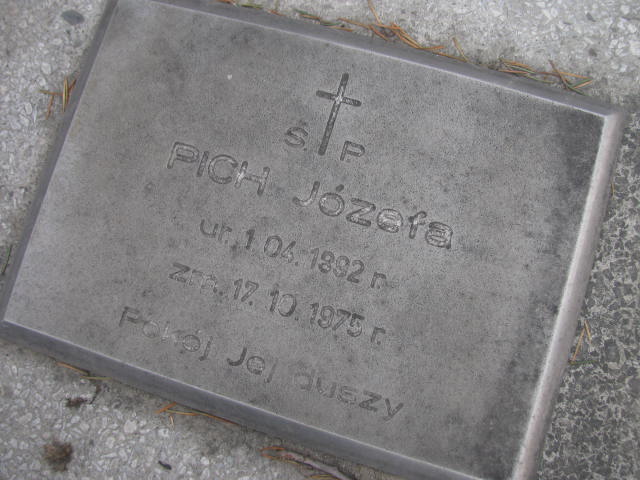 Ś.P.
PICH Józefa
ur. 1.04.1892 r.
zm. 17.10.1975 r.
Pokój Jej duszy